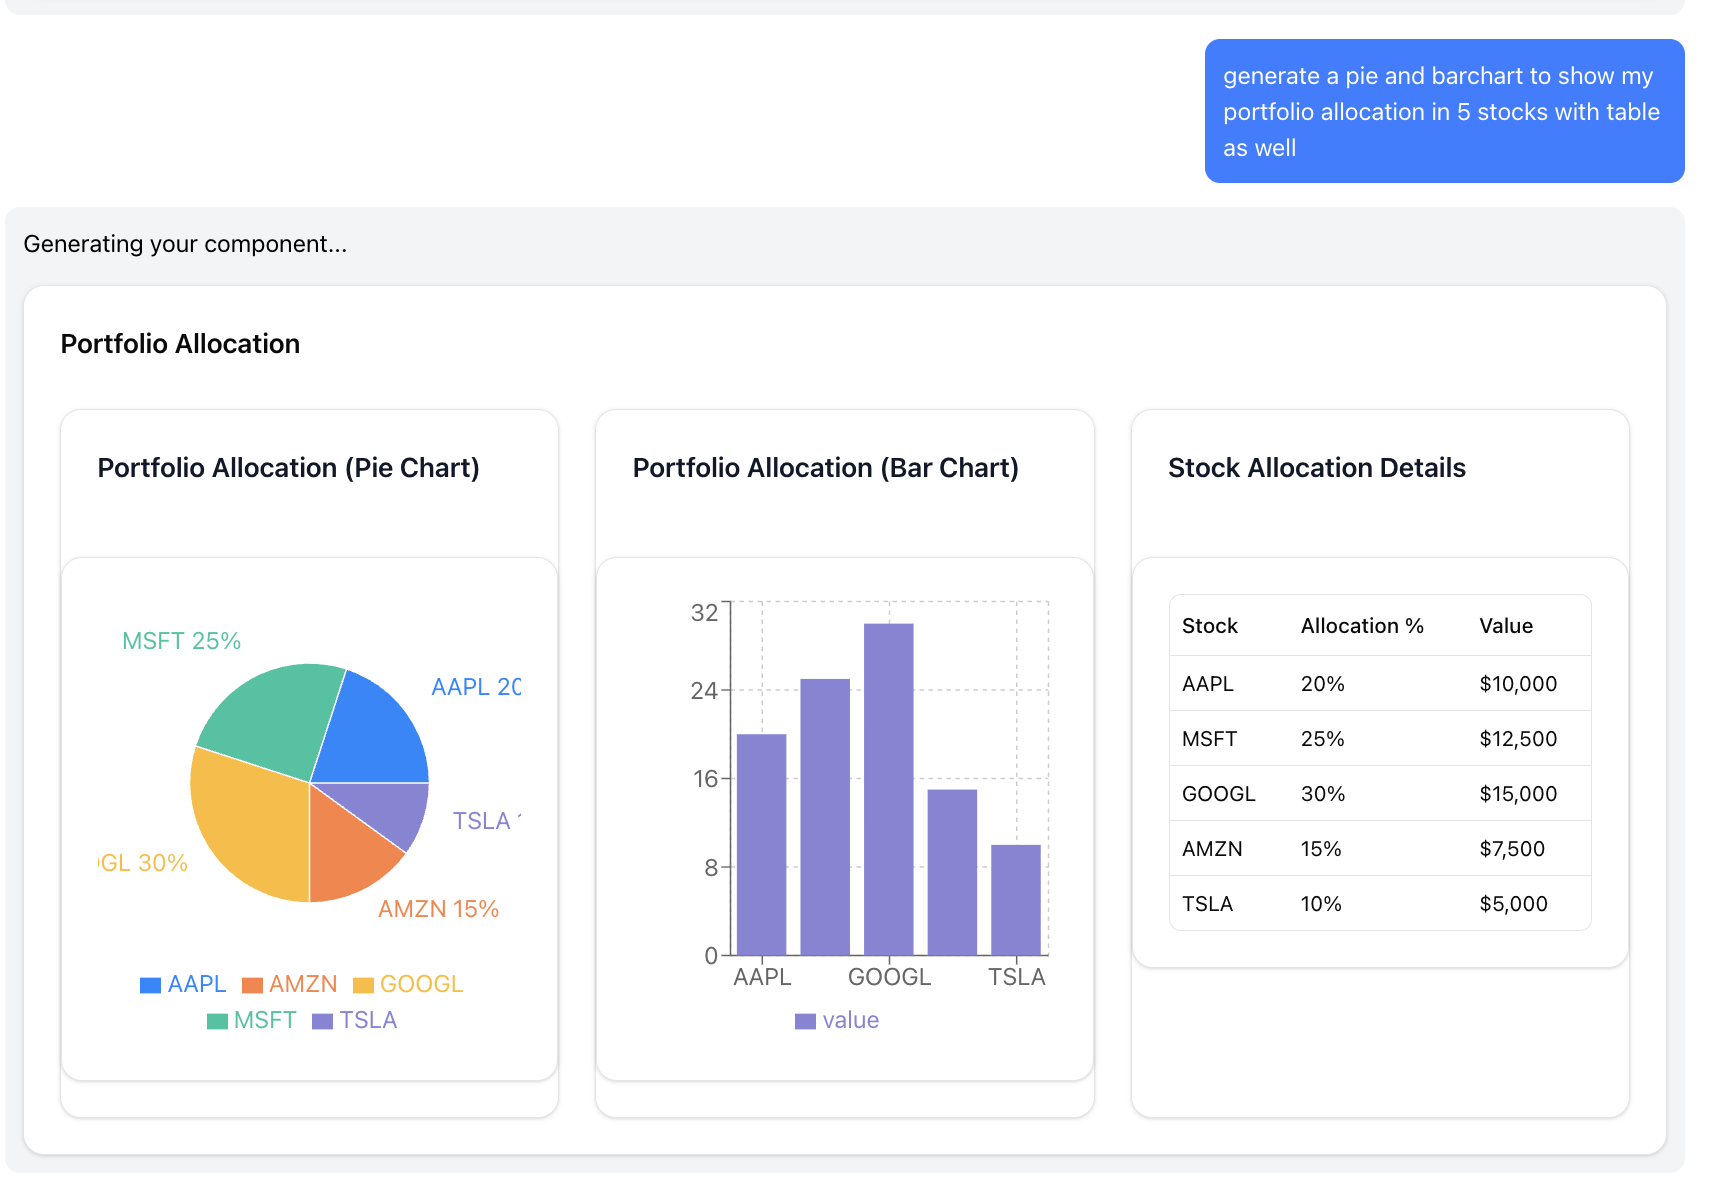 generate a pie and barchart to show my
portfolio allocation in 5 stocks with table
as well
Generating your component...
Portfolio Allocation
Portfolio Allocation (Pie Chart)
MSFT 25%
AAPL 20
TSLA
GL 30%
AMZN 15%
AAPL AMZN GOOGL
MSFT TSLA
Portfolio Allocation (Bar Chart)
32
24
16
8
0
AAPL GOOGL TSLA
value
Stock Allocation Details
Stock Allocation % Value
AAPL 20% $10,000
MSFT 25% $12,500
GOOGL 30% $15,000
AMZN 15% $7,500
TSLA 10% $5,000